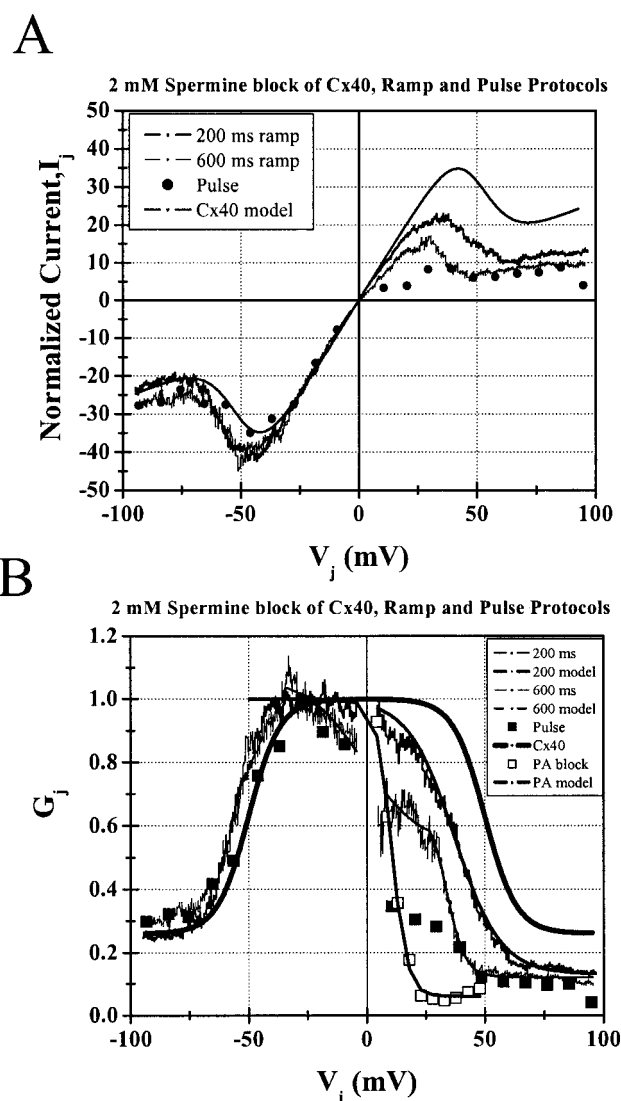 A
2 mM Spermine block of Cx40, Ramp and Pulse Protocols
Normalized Current, I_j
50
40
30
20
10
0
-10
-20
-30
-40
-50
200 ms ramp
600 ms ramp
Pulse
Cx40 model
-100
-50
0
50
100
V_j (mV)
B
2 mM Spermine block of Cx40, Ramp and Pulse Protocols
G_j
1.2
1.0
0.8
0.6
0.4
0.2
0.0
200 ms
200 model
600 ms
600 model
Pulse
Cx40
PA block
PA model
-100
-50
0
50
100
V_j (mV)